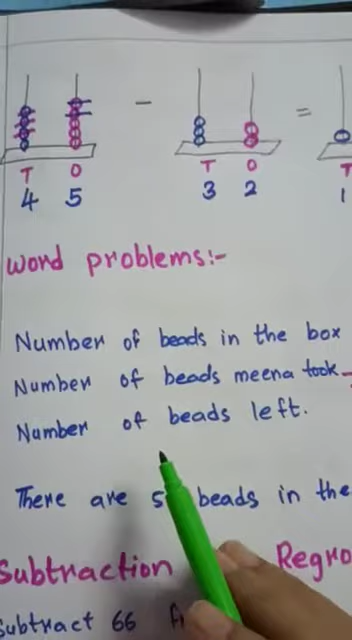 - =
T O T O T
4 5 3 2 1
word problems:-
Number of beads in the box
Number of beads meena took-
Number of beads left.
There are 5 beads in the
Subtraction Regro
subtract 66 f